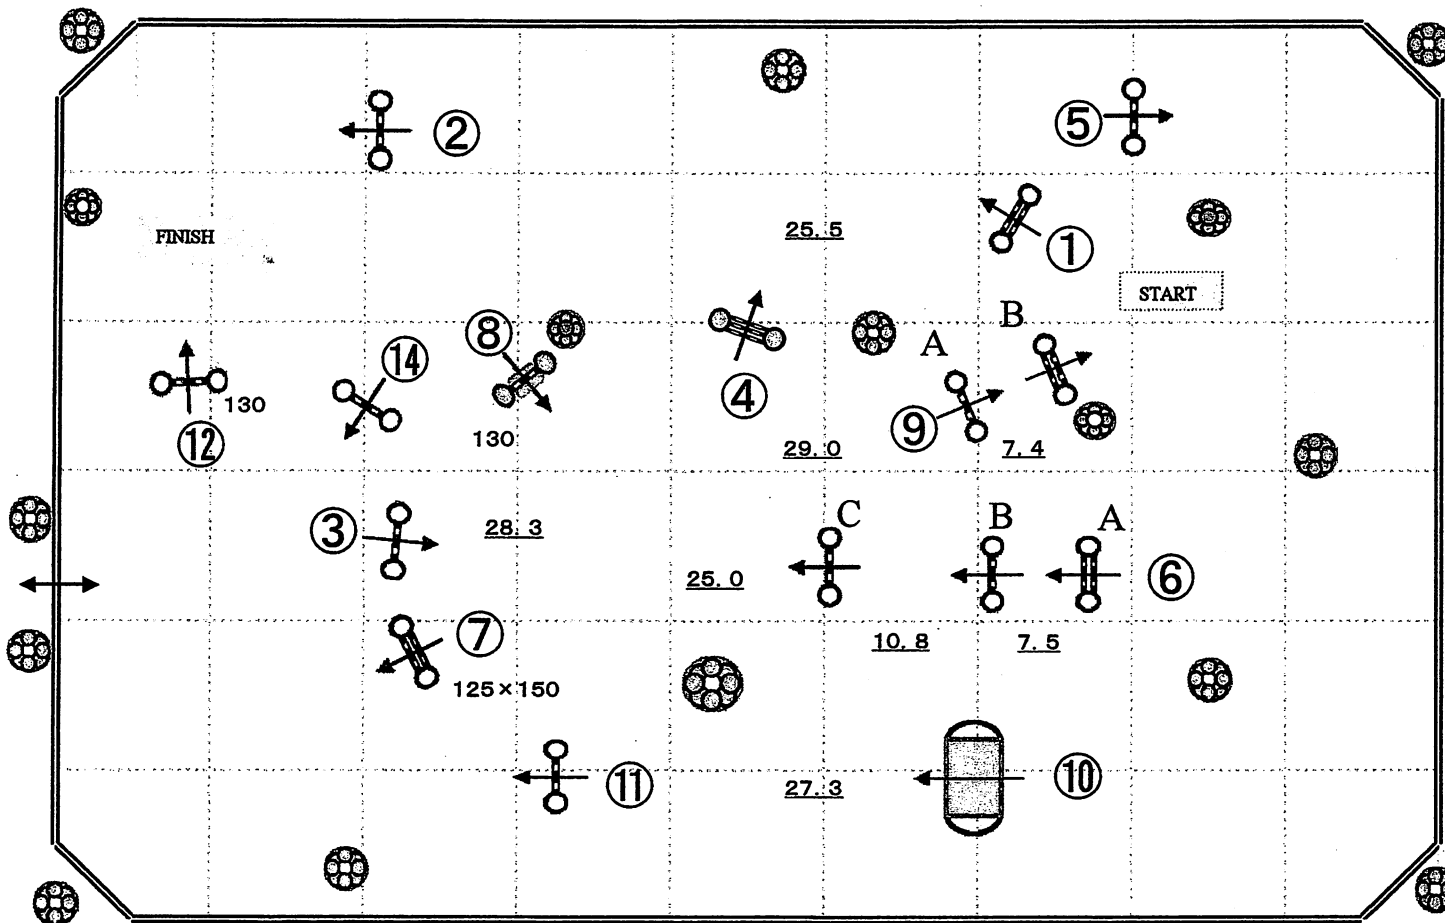 ② ⑤
FINISH 25. 5 ①
START
⑧ A B
⑭ ④
130 ⑫ 130 ⑨
29. 0 7. 4
③ 28. 3 C B A
25. 0 ⑥
⑦ 10. 8 7. 5
125×150
⑪ 27. 3 ⑩